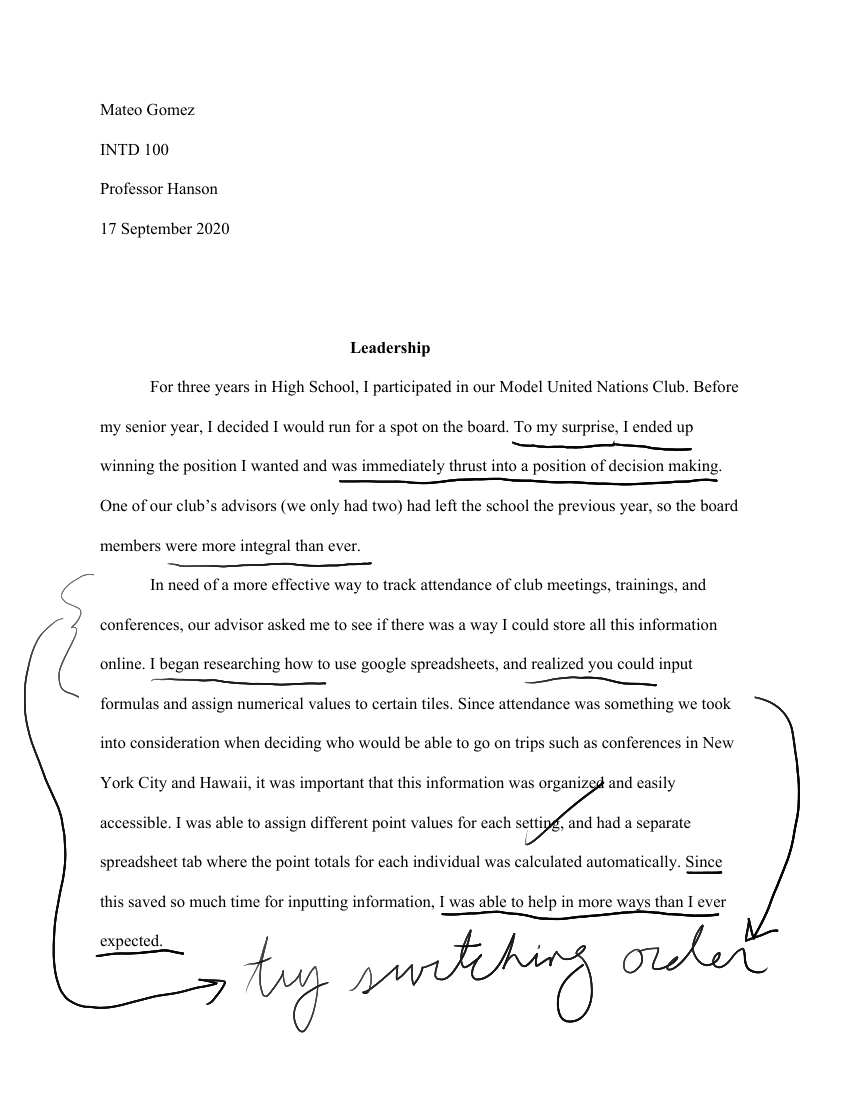 Mateo Gomez
INTD 100
Professor Hanson
17 September 2020
Leadership
For three years in High School, I participated in our Model United Nations Club. Before
my senior year, I decided I would run for a spot on the board. To my surprise, I ended up
winning the position I wanted and was immediately thrust into a position of decision making.
One of our club’s advisors (we only had two) had left the school the previous year, so the board
members were more integral than ever.
In need of a more effective way to track attendance of club meetings, trainings, and
conferences, our advisor asked me to see if there was a way I could store all this information
online. I began researching how to use google spreadsheets, and realized you could input
formulas and assign numerical values to certain tiles. Since attendance was something we took
into consideration when deciding who would be able to go on trips such as conferences in New
York City and Hawaii, it was important that this information was organized and easily
accessible. I was able to assign different point values for each setting, and had a separate
spreadsheet tab where the point totals for each individual was calculated automatically. Since
this saved so much time for inputting information, I was able to help in more ways than I ever
expected.
try switching order